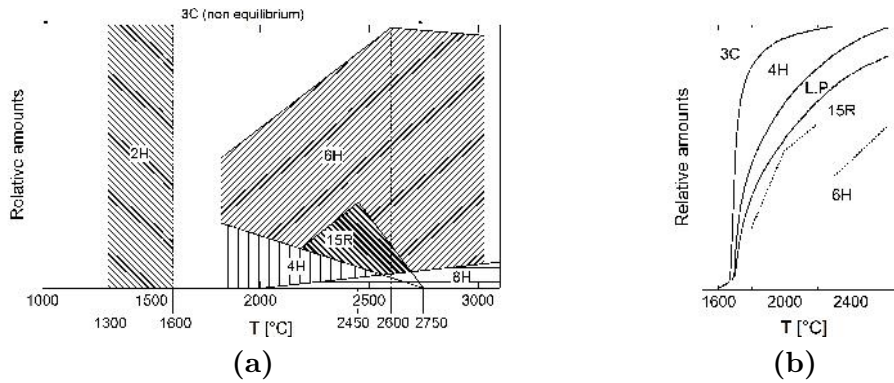 3C (non equilibrium)
Relative amounts
2H
6H
15R
4H
8H
1000 1500 2000 2500 3000
1300 1600 T [°C] 2450 2600 2750
(a)
Relative amounts
3C
4H
L.P.
15R
6H
1600 2000 2400
T [°C]
(b)